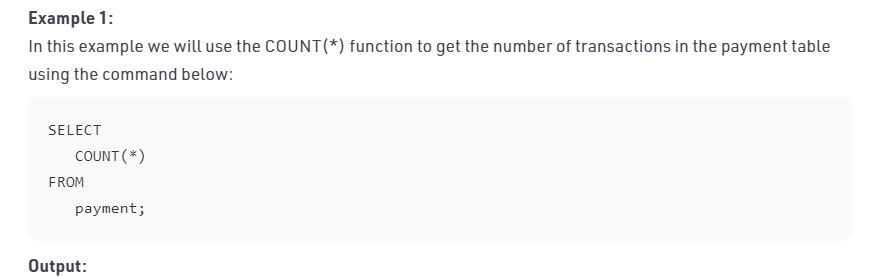 Example 1:
In this example we will use the COUNT(*) function to get the number of transactions in the payment table
using the command below:
SELECT
   COUNT(*)
FROM
   payment;
Output: